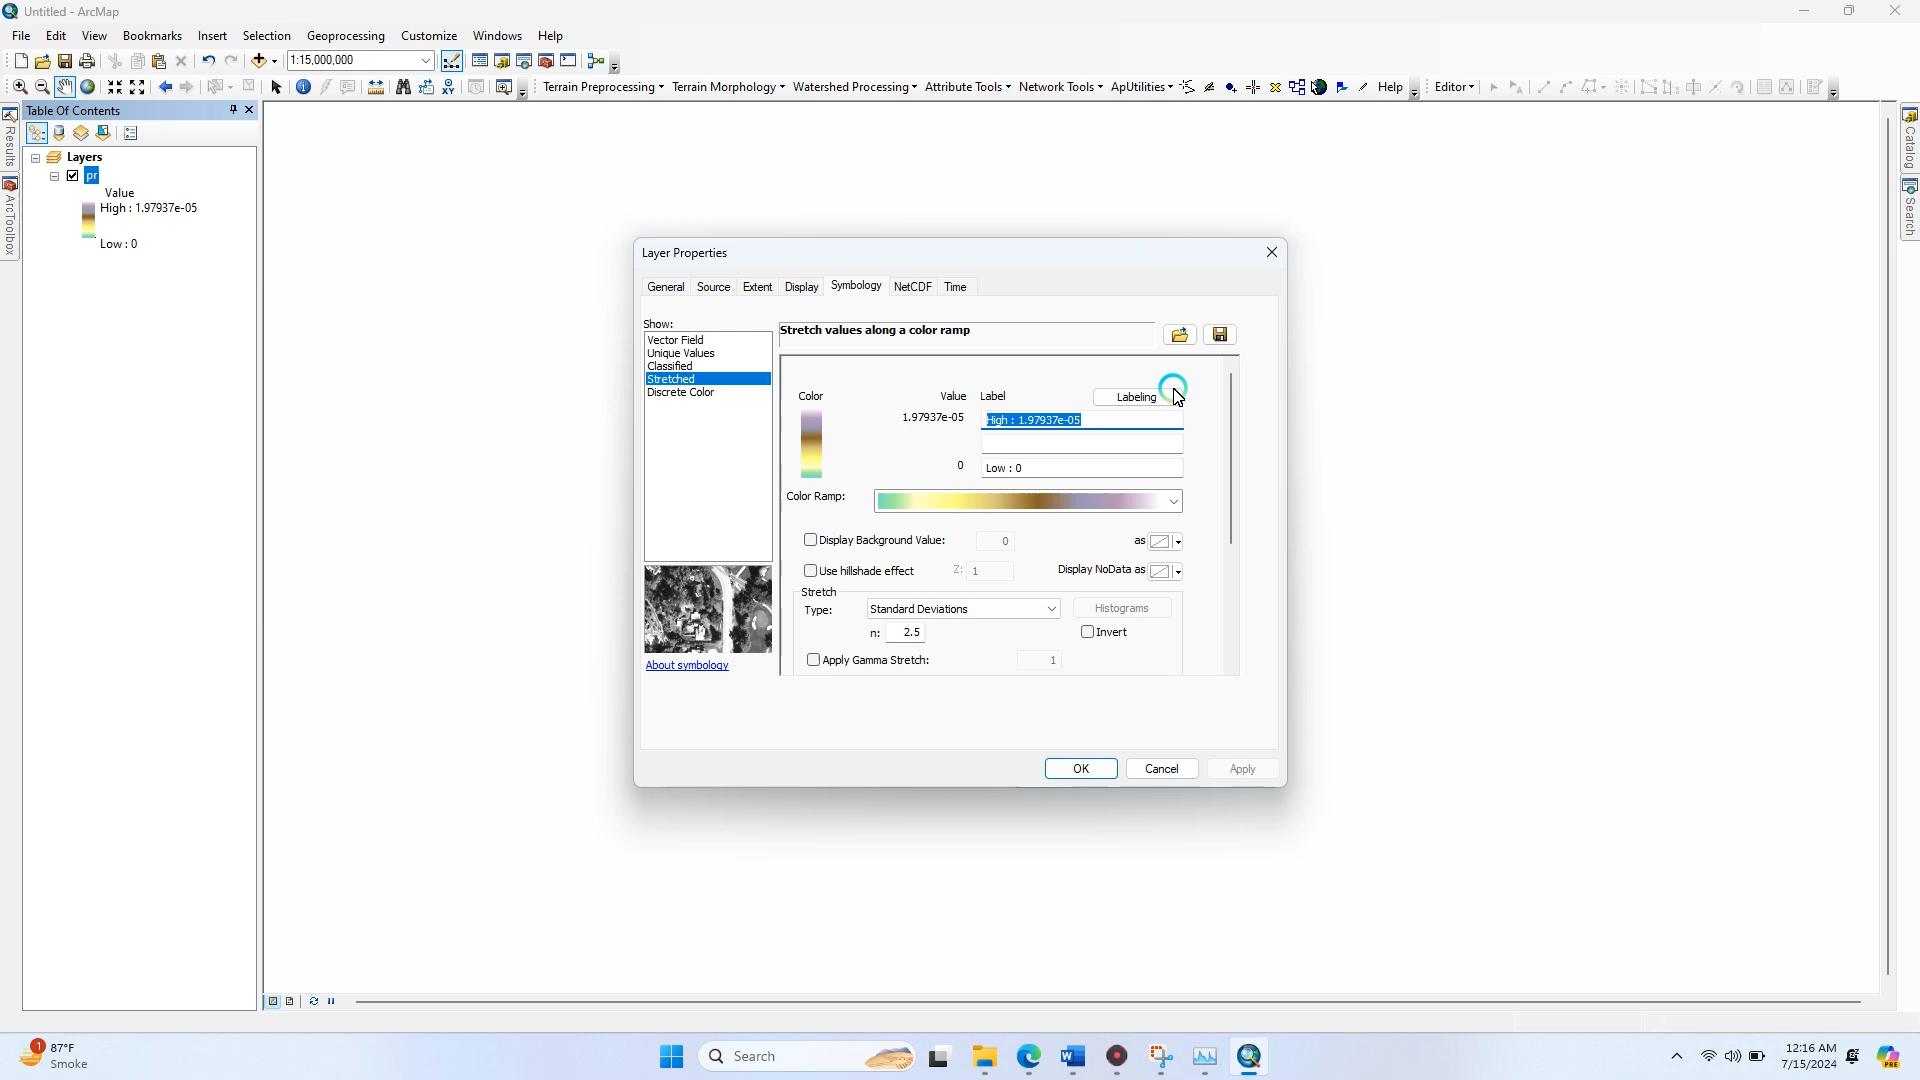 Untitled - ArcMap
File Edit View Bookmarks Insert Selection Geoprocessing Customize Windows Help
1:15,000,000
Terrain Preprocessing Terrain Morphology Watershed Processing Attribute Tools Network Tools ApUtilities Help Editor
Table Of Contents
Results
ArcToolbox
Layers
pr
Value
High : 1.97937e-05
Low : 0
Catalog
Search
Layer Properties
General Source Extent Display Symbology NetCDF Time
Show:
Vector Field
Unique Values
Classified
Stretched
Discrete Color
About symbology
Stretch values along a color ramp
Color Value Label Labeling
1.97937e-05 High : 1.97937e-05
0 Low : 0
Color Ramp:
Display Background Value: 0 as
Use hillshade effect Z: 1 Display NoData as
Stretch
Type: Standard Deviations Histograms
n: 2.5 Invert
Apply Gamma Stretch: 1
OK Cancel Apply
1 87°F
Smoke
Search
12:16 AM
7/15/2024
PRE